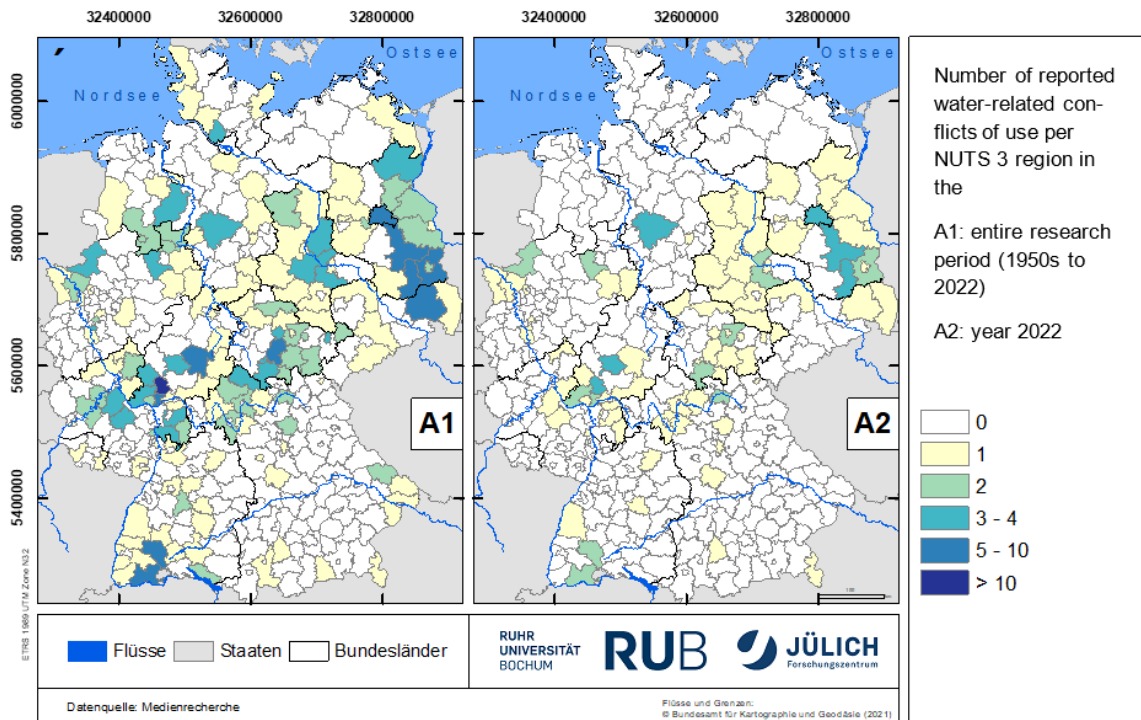 32400000 32600000 32800000
32400000 32600000 32800000
Ostsee
Nordsee
6000000
5800000
5600000
5400000
A1
Ostsee
Nordsee
A2
ETRS 1989 UTM Zone N32
Number of reported
water-related con-
flicts of use per
NUTS 3 region in
the
A1: entire research
period (1950s to
2022)
A2: year 2022
0
1
2
3 - 4
5 - 10
> 10
Flüsse Staaten Bundesländer
RUHR
UNIVERSITÄT
BOCHUM
RUB
JÜLICH
Forschungszentrum
Datenquelle: Medienrecherche
Flüsse und Grenzen:
© Bundesamt für Kartographie und Geodäsie (2021)